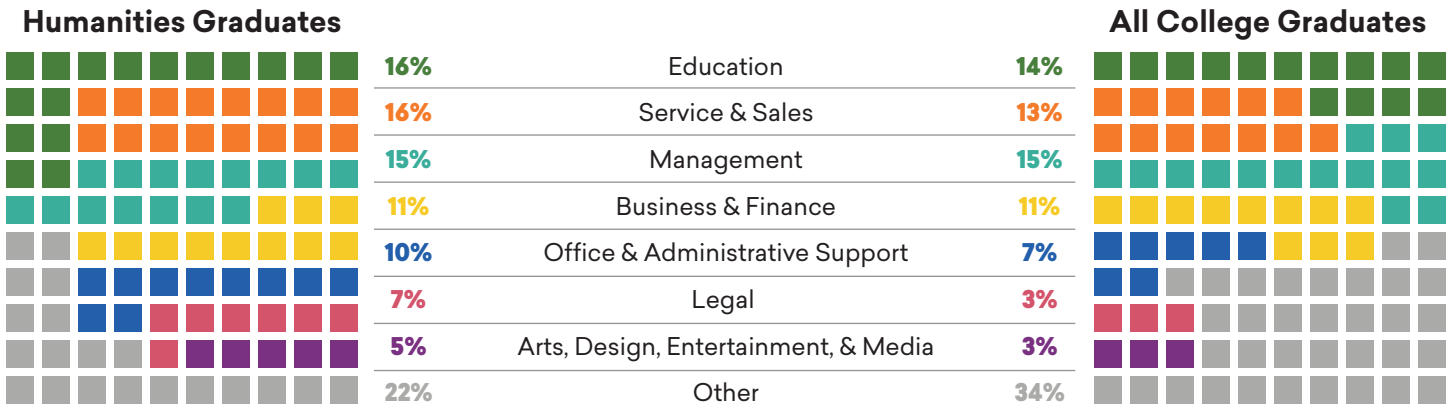 Humanities Graduates
All College Graduates
16% Education 14%
16% Service & Sales 13%
15% Management 15%
11% Business & Finance 11%
10% Office & Administrative Support 7%
7% Legal 3%
5% Arts, Design, Entertainment, & Media 3%
22% Other 34%